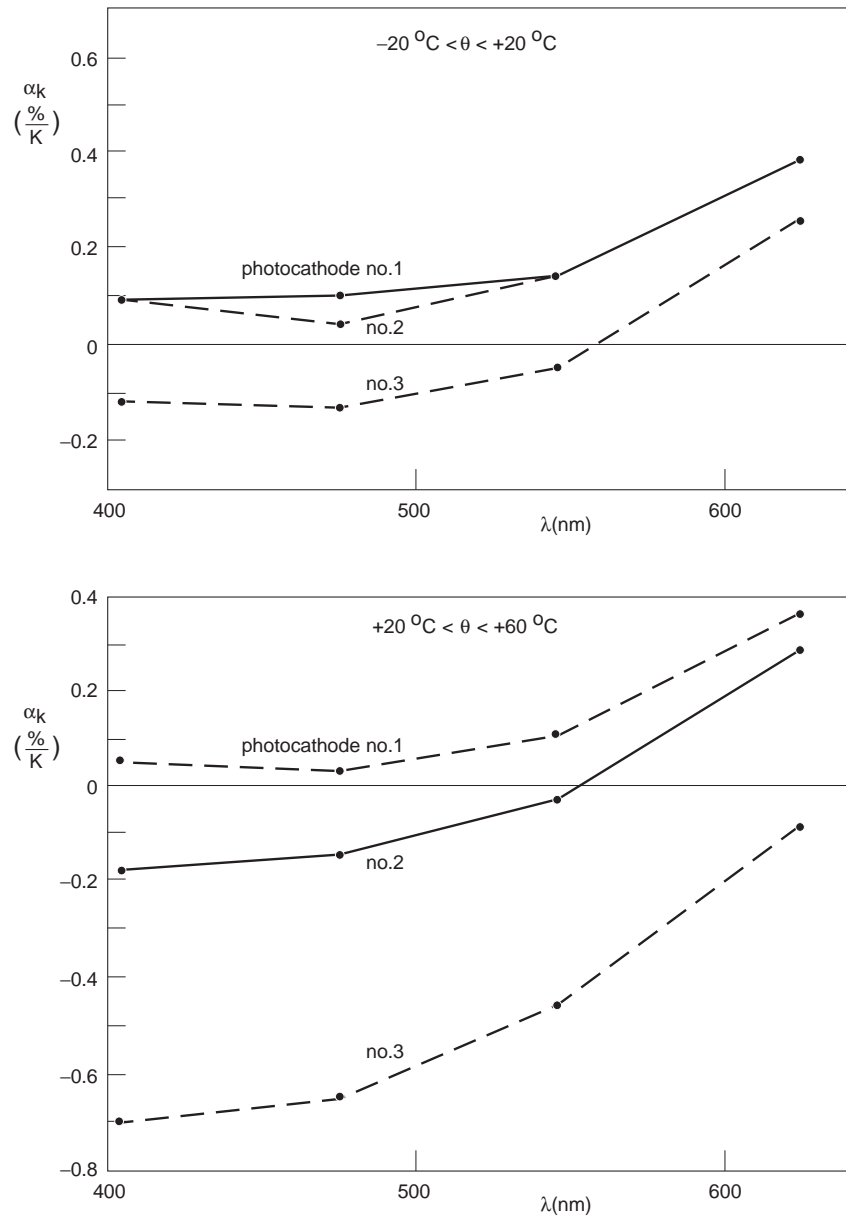 −20 °C < θ < +20 °C
αk
(%/K)
0.6
0.4
0.2
0
−0.2
photocathode no.1
no.2
no.3
400
500
600
λ(nm)
+20 °C < θ < +60 °C
αk
(%/K)
0.4
0.2
0
−0.2
−0.4
−0.6
−0.8
photocathode no.1
no.2
no.3
400
500
600
λ(nm)